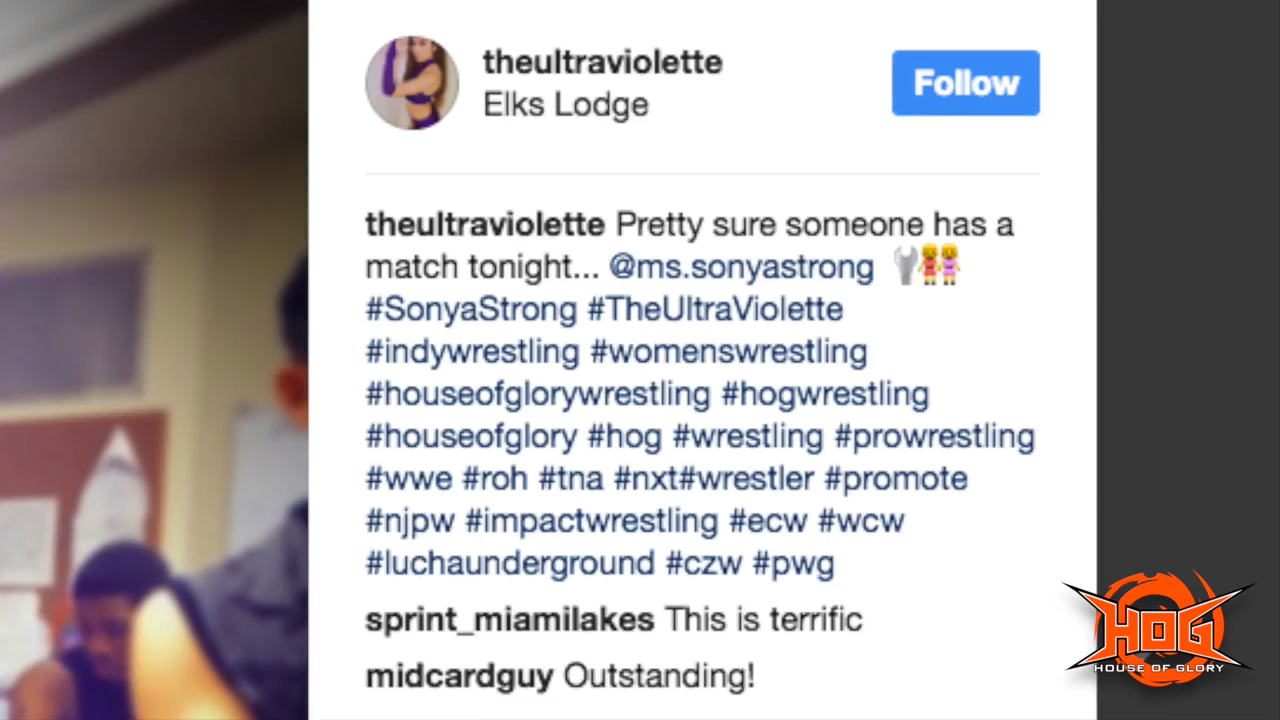 theultraviolette
Elks Lodge
Follow
theultraviolette Pretty sure someone has a
match tonight... @ms.sonyastrong 🔧👭
#SonyaStrong #TheUltraViolette
#indywrestling #womenswrestling
#houseofglorywrestling #hogwrestling
#houseofglory #hog #wrestling #prowrestling
#wwe #roh #tna #nxt#wrestler #promote
#njpw #impactwrestling #ecw #wcw
#luchaunderground #czw #pwg
sprint_miamilakes This is terrific
midcardguy Outstanding!
HOG
HOUSE OF GLORY